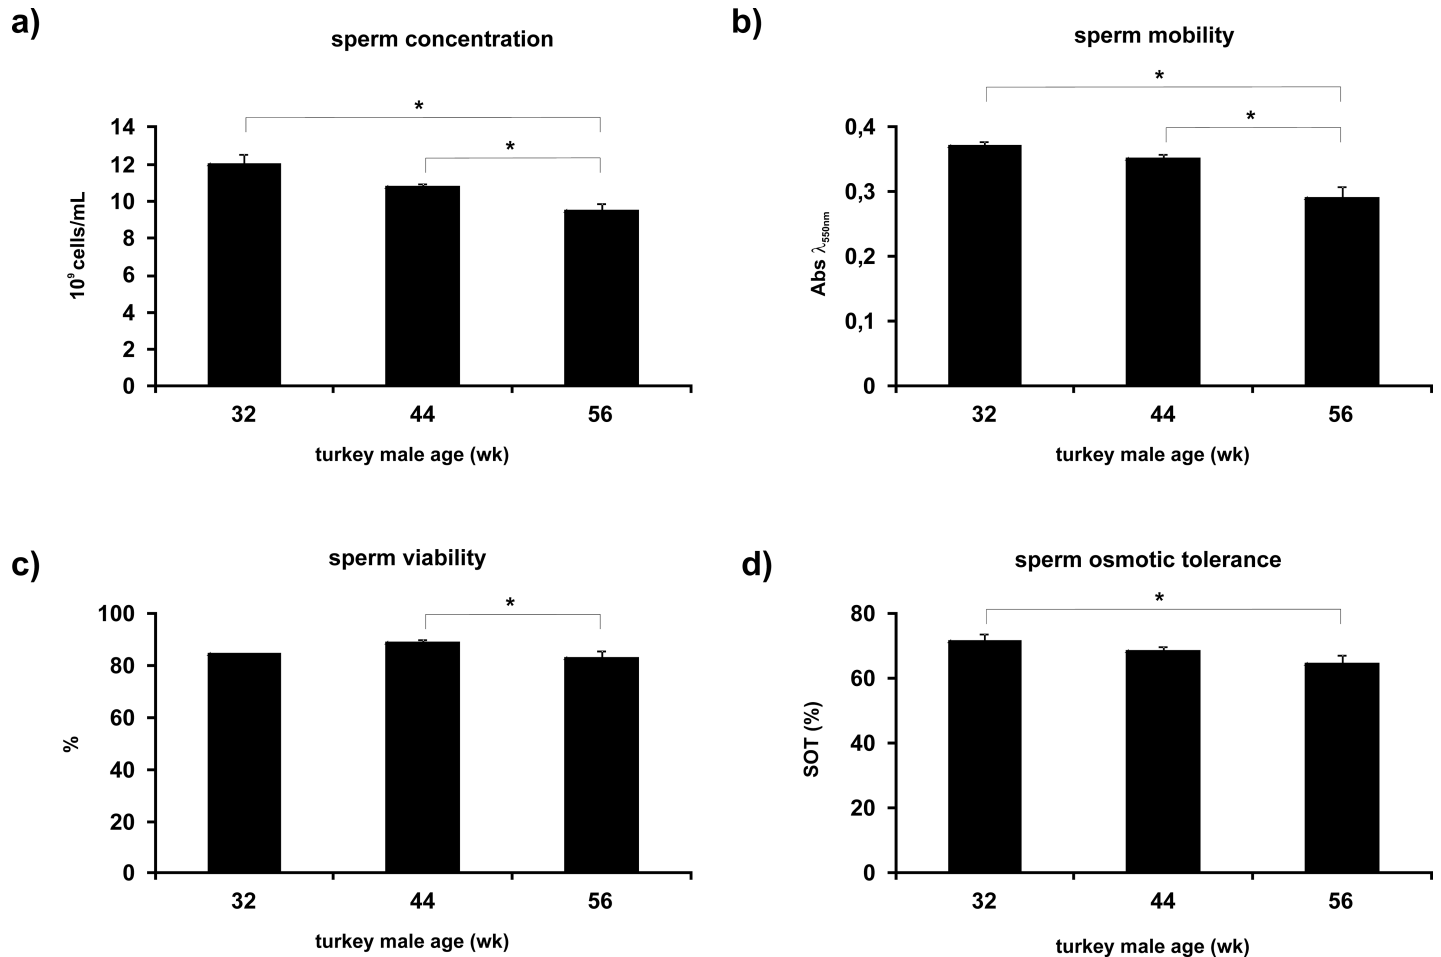 a)
sperm concentration
*
*
14
12
10
8
6
4
2
0
10⁹ cells/mL
32 44 56
turkey male age (wk)
b)
sperm mobility
*
*
0,4
0,3
0,2
0,1
0
Abs λ550nm
32 44 56
turkey male age (wk)
c)
sperm viability
*
100
80
60
40
20
0
%
32 44 56
turkey male age (wk)
d)
sperm osmotic tolerance
*
80
60
40
20
0
SOT (%)
32 44 56
turkey male age (wk)